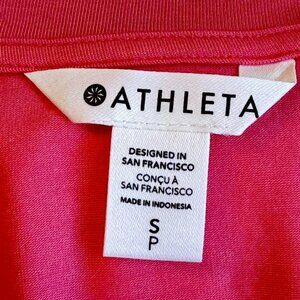 ATHLETA
DESIGNED IN
SAN FRANCISCO
CONÇU À
SAN FRANCISCO
MADE IN INDONESIA
S
P